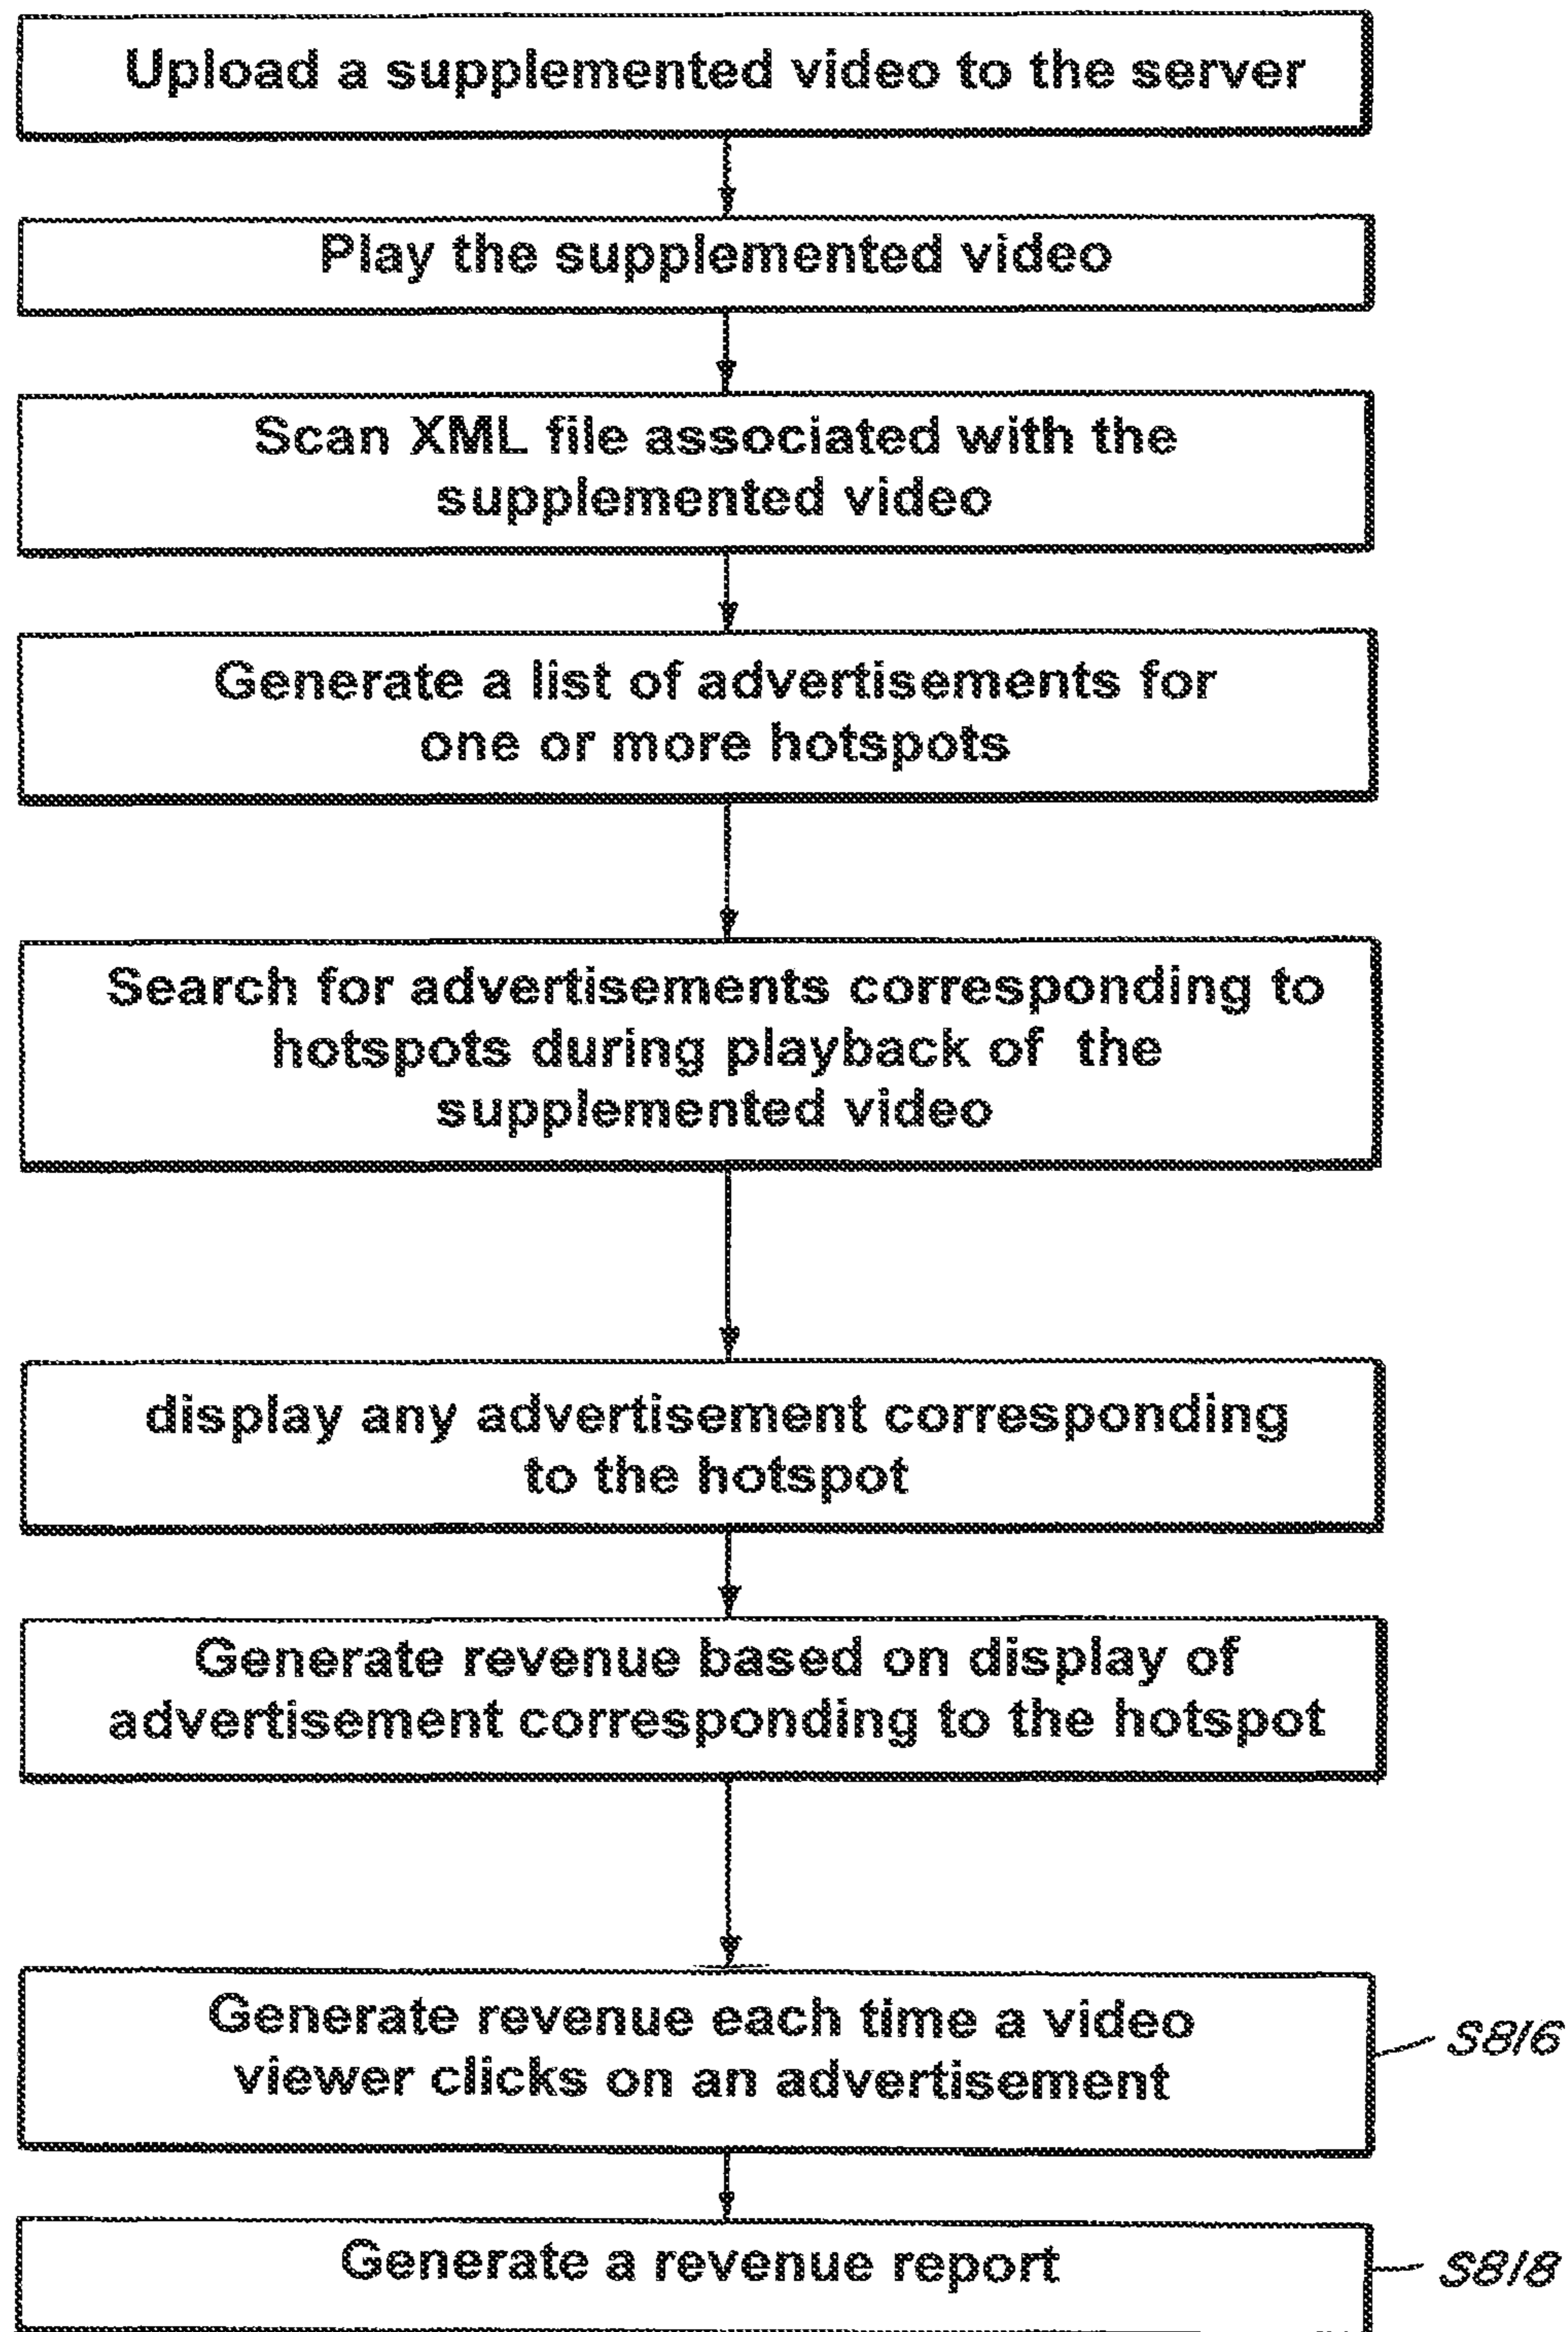 Upload a supplemented video to the server
Play the supplemented video
Scan XML file associated with the
supplemented video
Generate a list of advertisements for
one or more hotspots
Search for advertisements corresponding to
hotspots during playback of the
supplemented video
display any advertisement corresponding
to the hotspot
Generate revenue based on display of
advertisement corresponding to the hotspot
Generate revenue each time a video
viewer clicks on an advertisement
S816
Generate a revenue report
S818